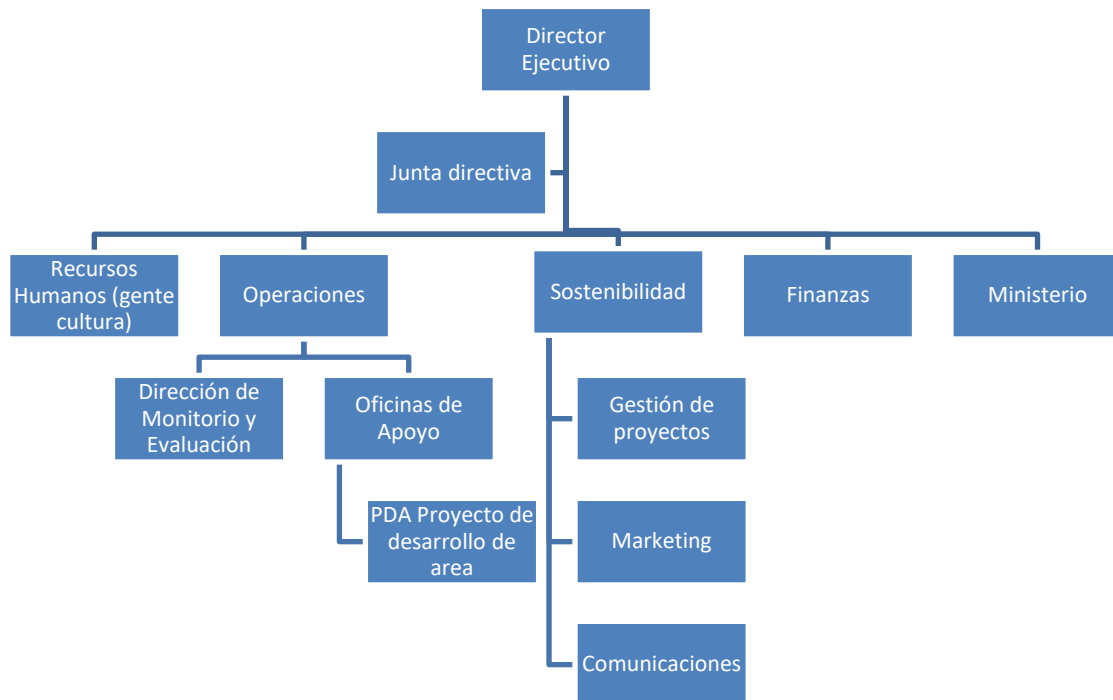 Director
Ejecutivo
Junta directiva
Recursos
Humanos (gente
cultura)
Operaciones
Sostenibilidad
Finanzas
Ministerio
Dirección de
Monitorio y
Evaluación
Oficinas de
Apoyo
Gestión de
proyectos
PDA Proyecto de
desarrollo de
area
Marketing
Comunicaciones